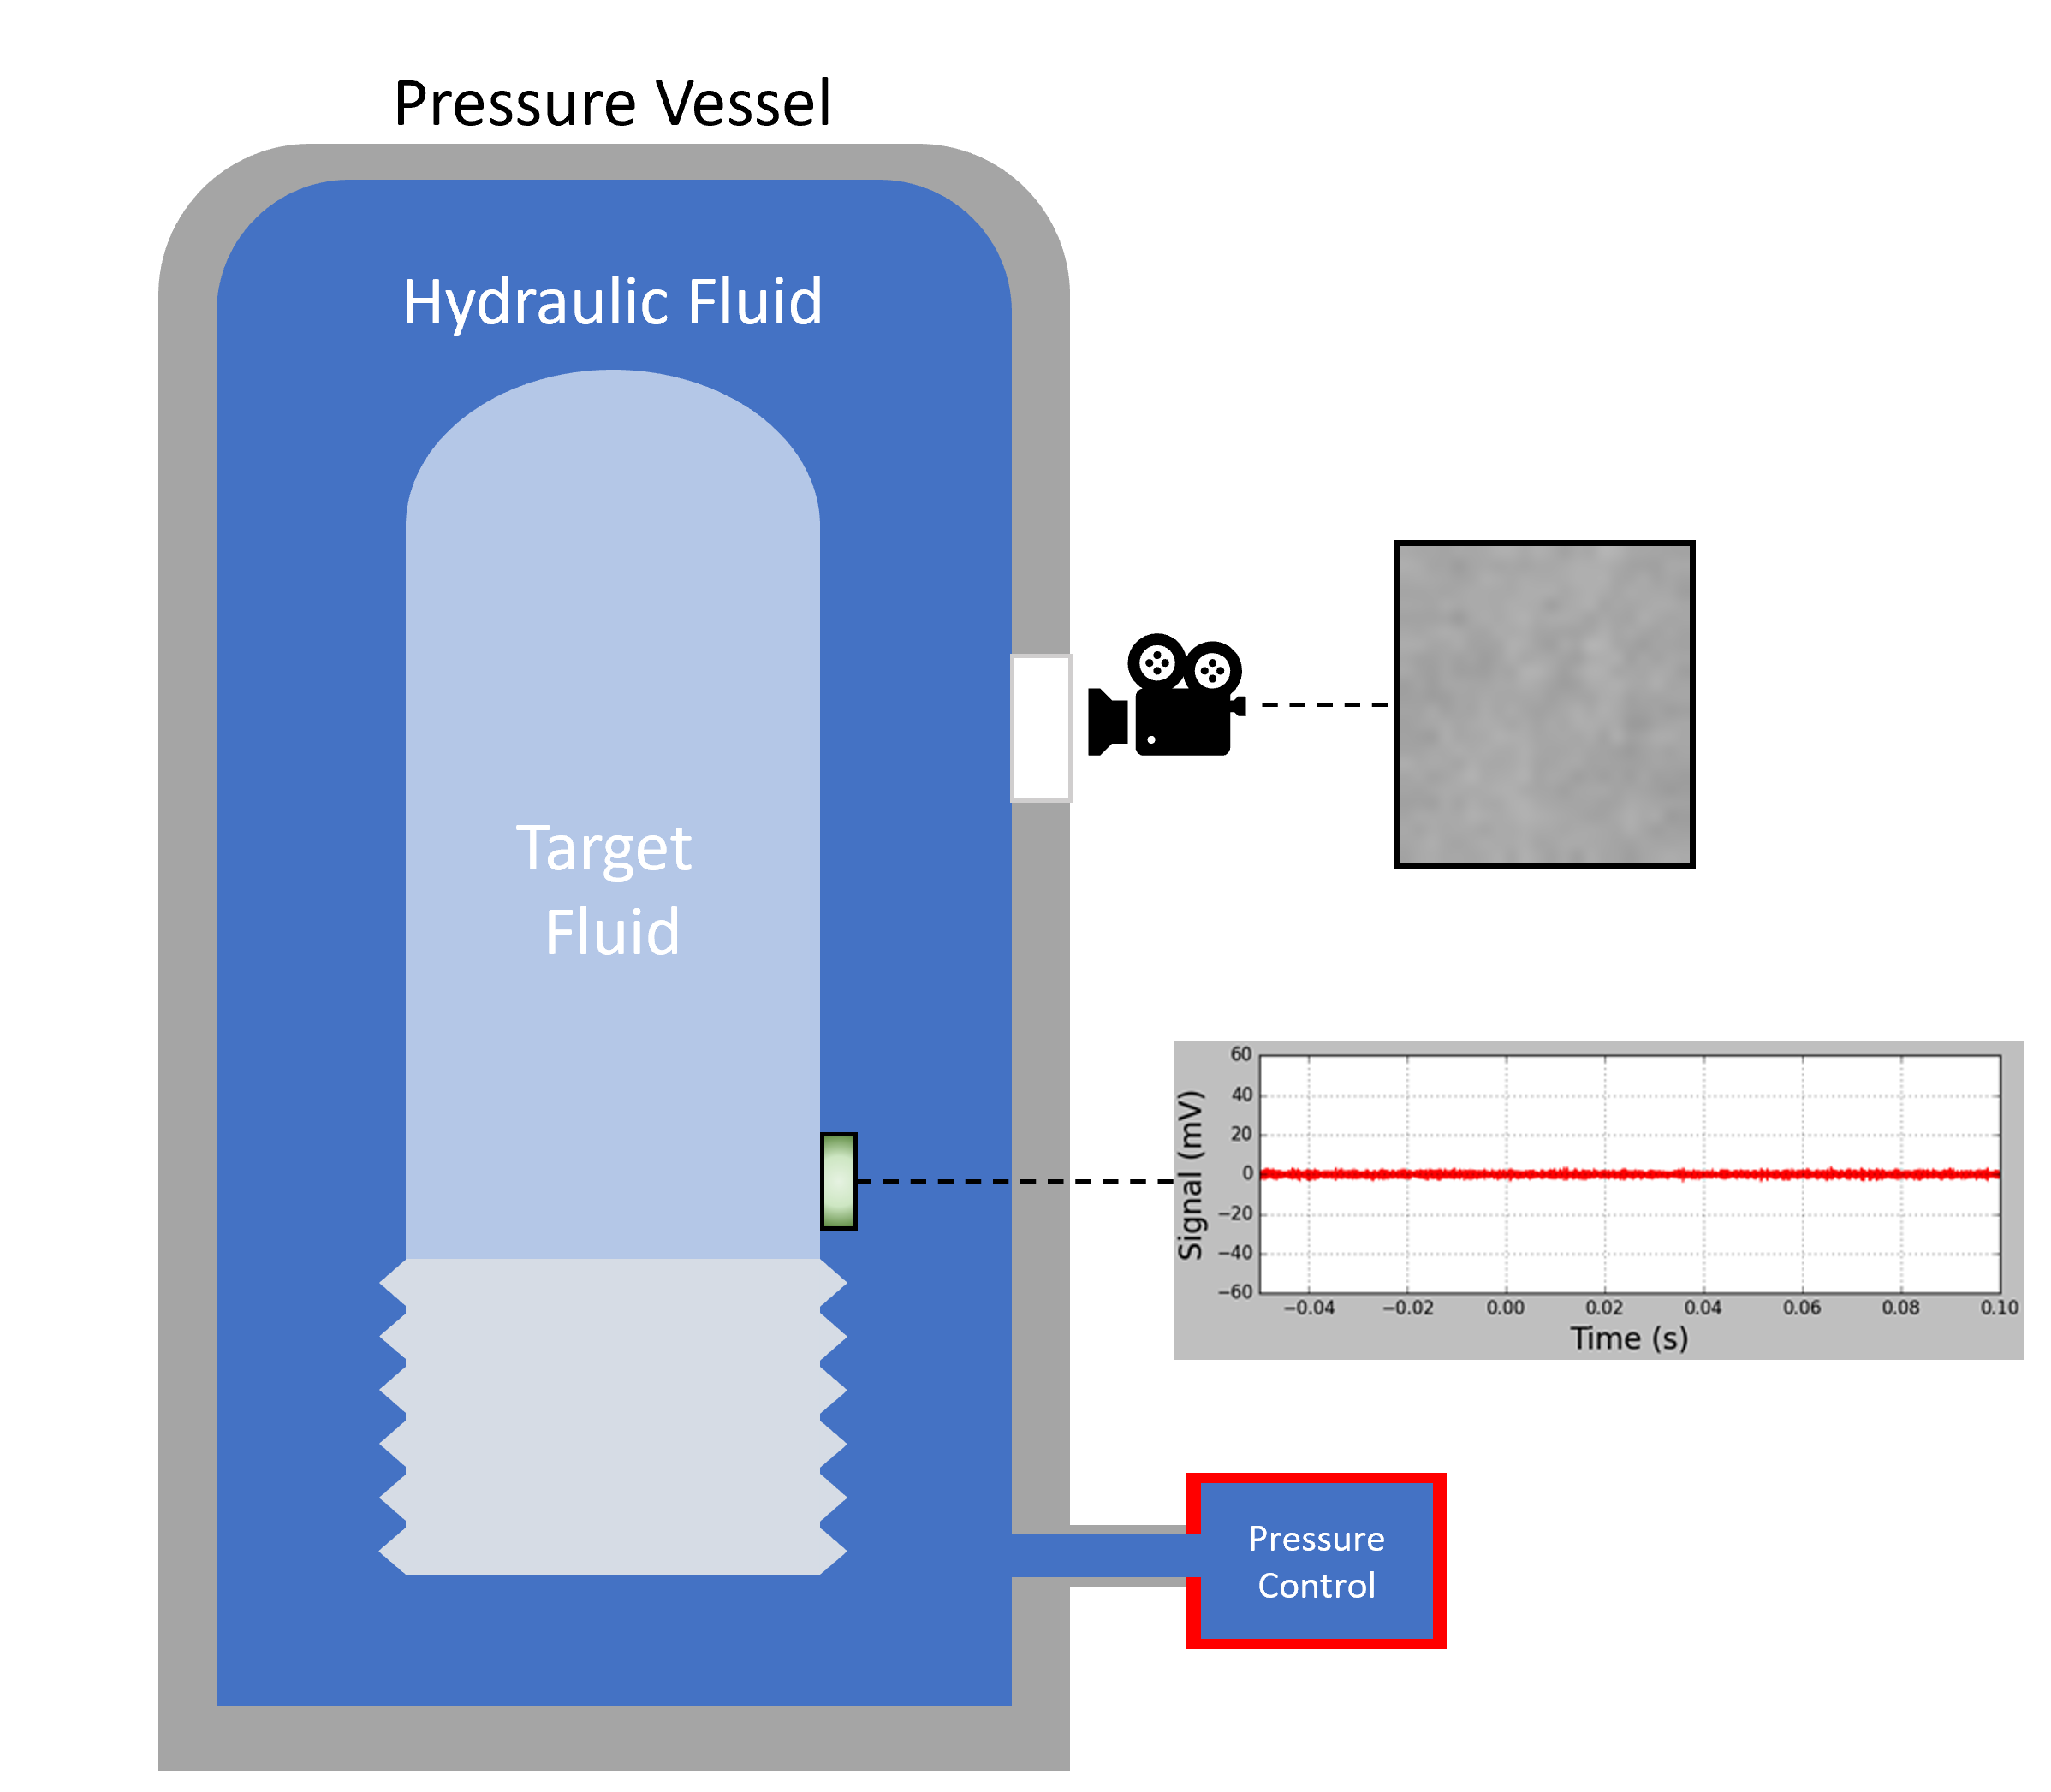 Pressure Vessel
Hydraulic Fluid
Target
Fluid
60
40
20
0
−20
−40
−60
Signal (mV)
−0.04 −0.02 0.00 0.02 0.04 0.06 0.08 0.10
Time (s)
Pressure
Control